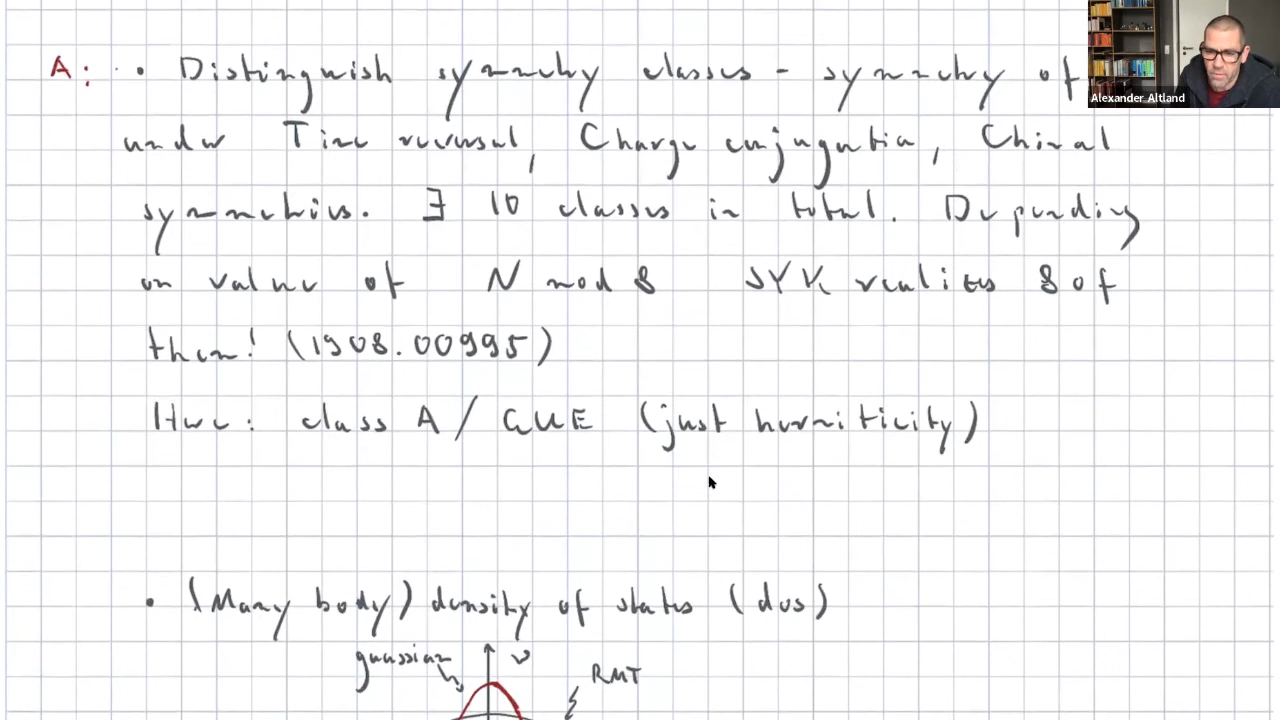 Alexander Altland
A: • Distinguish symmetry classes - symmetry of
under Time reversal, Charge conjugation, Chiral
symmetries. ∃ 10 classes in total. Depending
on value of N mod 8 SYK realizes 8 of
them! (1908.00995)
Here: class A / GUE (just hermiticity)
• (Many body) density of states (dos)
gaussian ν
RMT